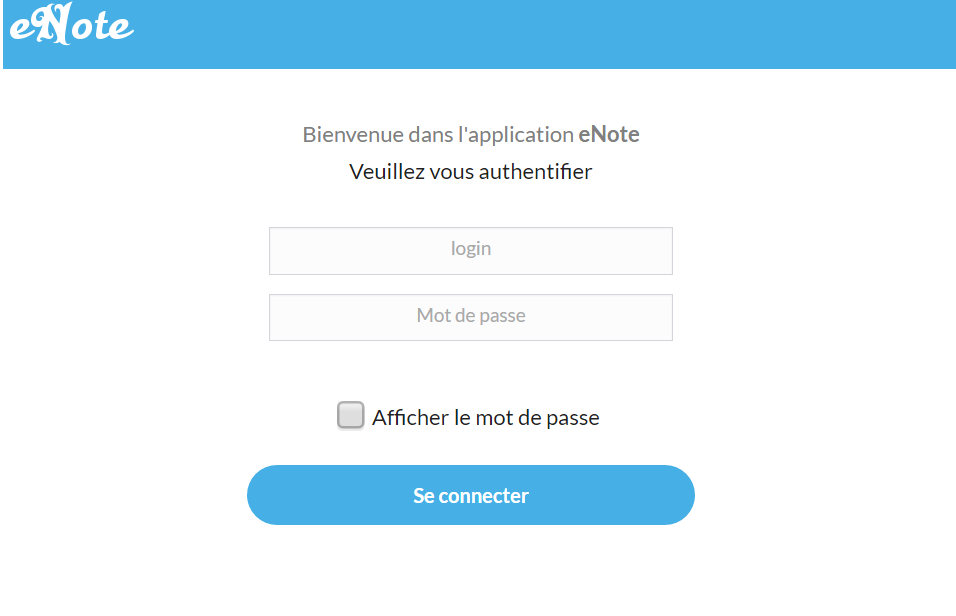 eNote
Bienvenue dans l'application eNote
Veuillez vous authentifier
login
Mot de passe
Afficher le mot de passe
Se connecter